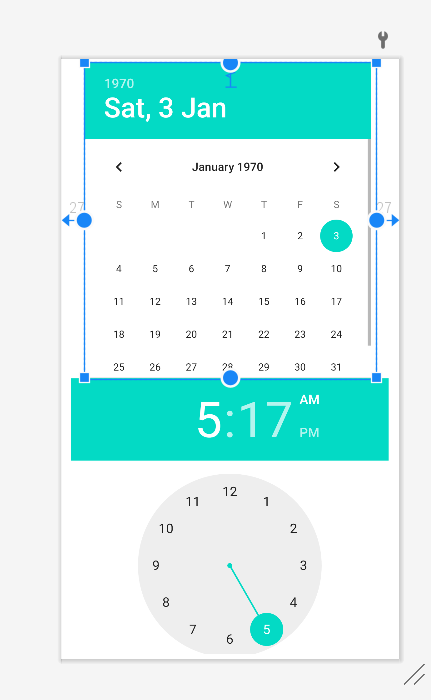 1
1970
Sat, 3 Jan
January 1970
S M T W T F S
1 2 3
27 27
4 5 6 7 8 9 10
11 12 13 14 15 16 17
18 19 20 21 22 23 24
25 26 27 28 29 30 31
5:17 AM
PM
12
11 1
10 2
9 3
8 4
7 5
6